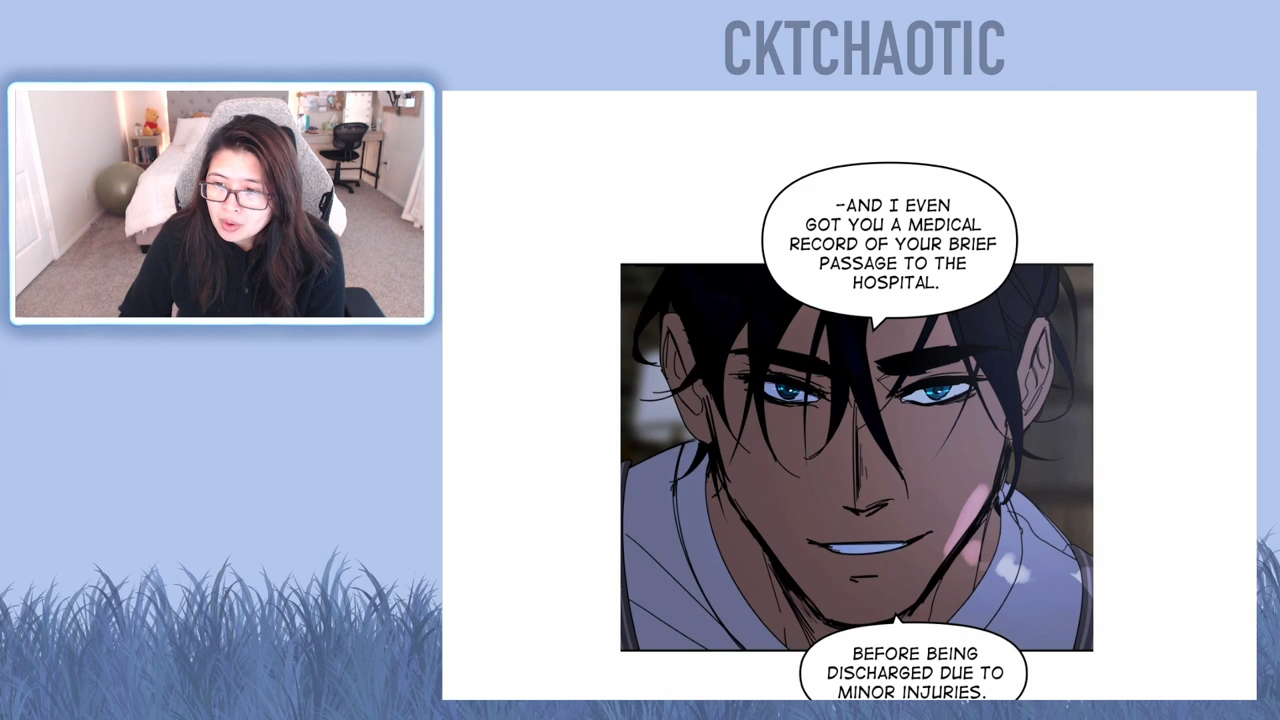 CKTCHAOTIC
-AND I EVEN
GOT YOU A MEDICAL
RECORD OF YOUR BRIEF
PASSAGE TO THE
HOSPITAL.
BEFORE BEING
DISCHARGED DUE TO
MINOR INJURIES.